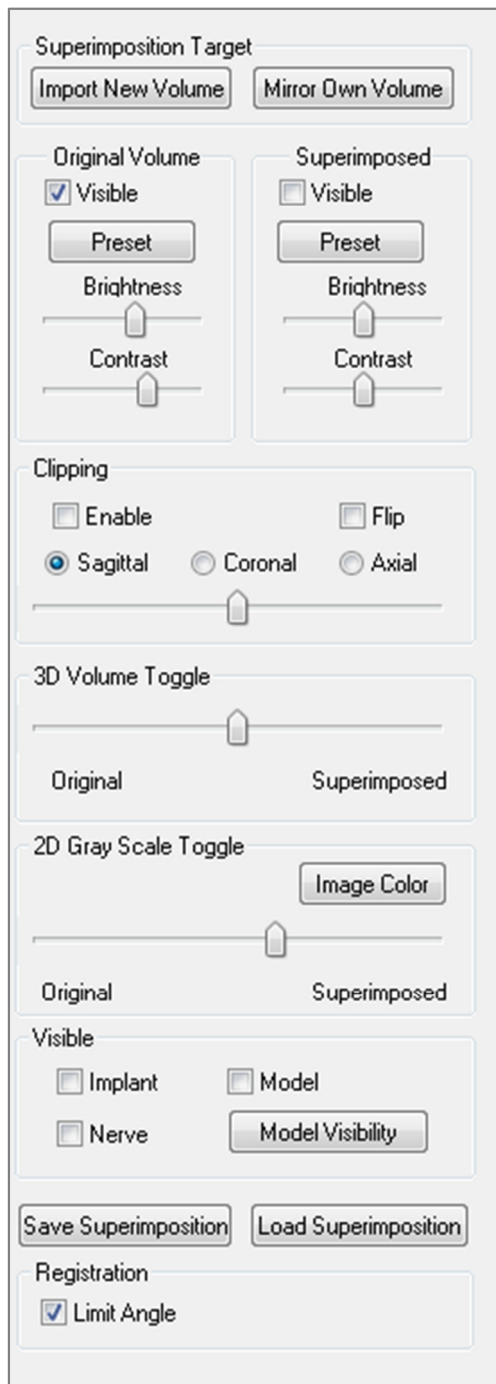 Superimposition Target
Import New Volume Mirror Own Volume
Original Volume Superimposed
Visible Visible
Preset Preset
Brightness Brightness
Contrast Contrast
Clipping
Enable Flip
Sagittal Coronal Axial
3D Volume Toggle
Original Superimposed
2D Gray Scale Toggle
Image Color
Original Superimposed
Visible
Implant Model
Nerve Model Visibility
Save Superimposition Load Superimposition
Registration
Limit Angle